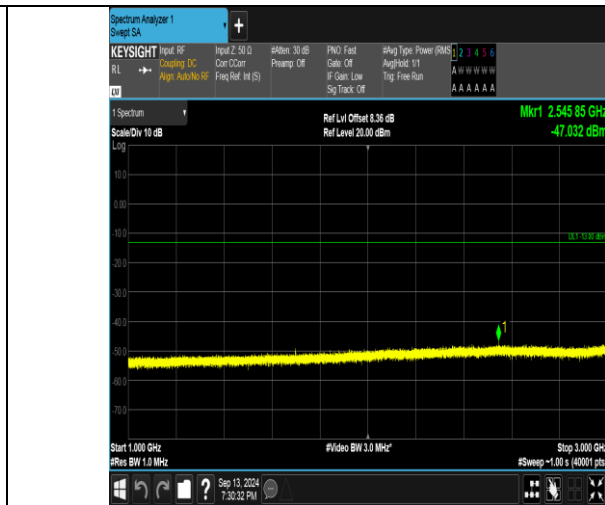 Spectrum Analyzer 1
Swept SA
+
KEYSIGHT
RL
LXI
Input: RF
Coupling: DC
Align: Auto/No RF
Input Z: 50 Ω
Corr CCorr
Freq Ref: Int (S)
#Atten: 30 dB
Preamp: Off
PNO: Fast
Gate: Off
IF Gain: Low
Sig Track: Off
#Avg Type: Power (RMS
Avg|Hold: 1/1
Trig: Free Run
1 2 3 4 5 6
A W W W W W
A A A A A A
1 Spectrum
Scale/Div 10 dB
Ref Lvl Offset 8.36 dB
Ref Level 20.00 dBm
Mkr1 2.545 85 GHz
-47.032 dBm
Log
10.0
0.00
-10.0
-20.0
-30.0
-40.0
-50.0
-60.0
-70.0
1
Start 1.000 GHz
#Res BW 1.0 MHz
#Video BW 3.0 MHz*
Stop 3.000 GHz
#Sweep ~1.00 s (40001 pts
?
Sep 13, 2024
7:30:32 PM